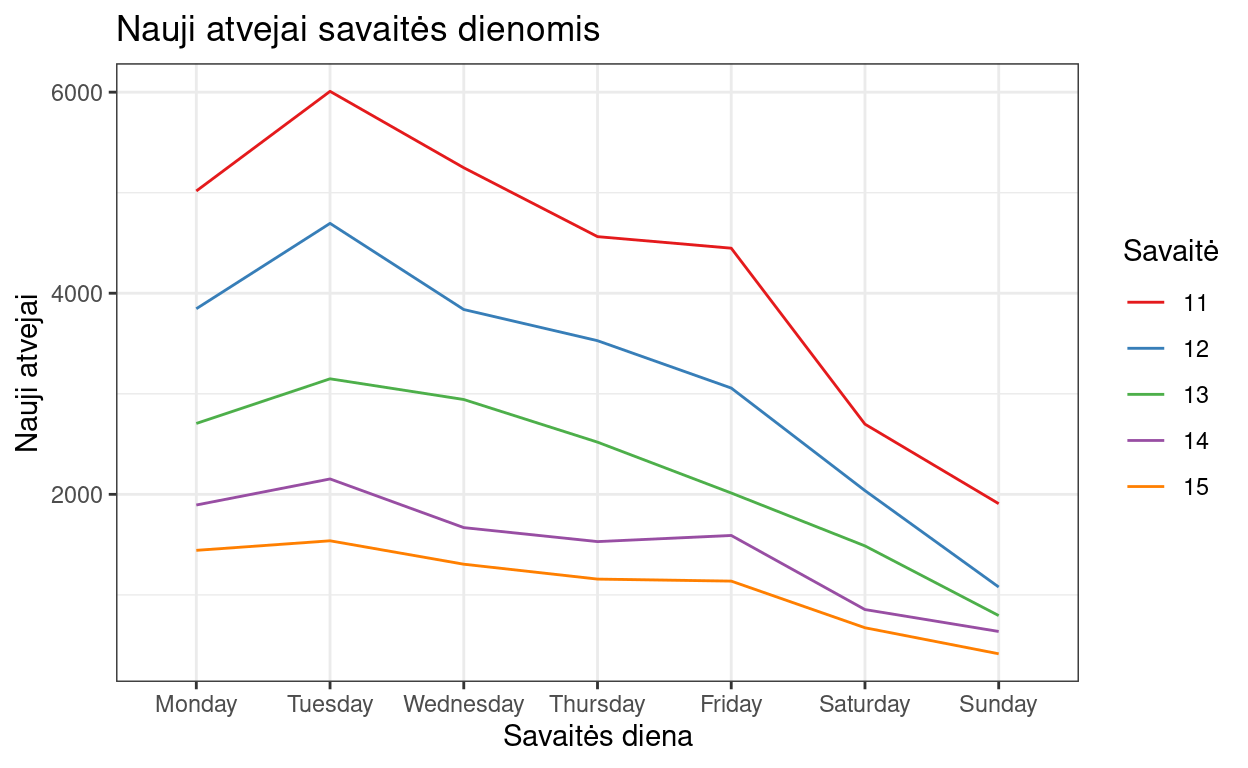 Nauji atvejai savaitės dienomis
6000
4000
2000
Nauji atvejai
Monday Tuesday Wednesday Thursday Friday Saturday Sunday
Savaitės diena
Savaitė
11
12
13
14
15